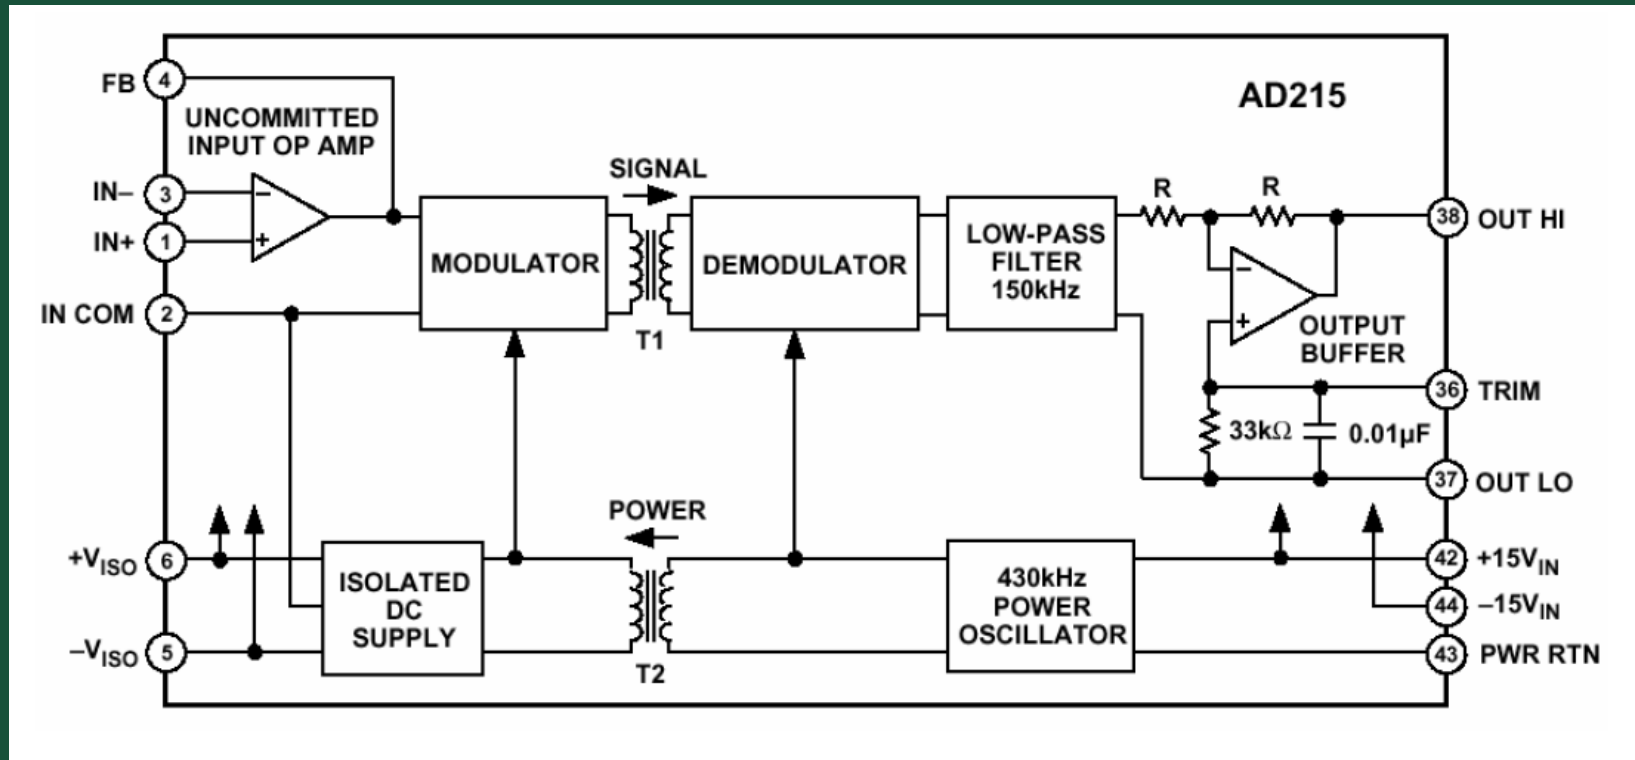 AD215
FB
4
UNCOMMITTED
INPUT OP AMP
IN–
3
–
IN+
1
+
IN COM
2
MODULATOR
SIGNAL
T1
DEMODULATOR
LOW-PASS
FILTER
150kHz
R
R
–
+
OUTPUT
BUFFER
38
OUT HI
36
TRIM
33kΩ
0.01µF
37
OUT LO
+VISO
6
–VISO
5
ISOLATED
DC
SUPPLY
POWER
T2
430kHz
POWER
OSCILLATOR
42
+15VIN
44
–15VIN
43
PWR RTN